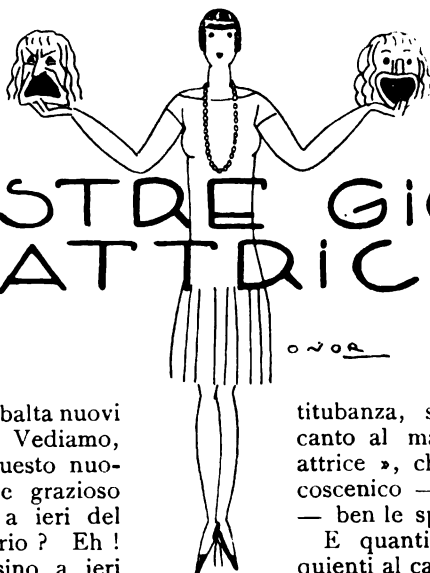 STRE GI
ATTRIC
ONOR
balta nuovi
Vediamo,
uesto nuo-
e grazioso
a ieri del
rio ? Eh !
sino a ieri
titubanza, s
canto al ma
attrice », ch
coscenico —
— ben le sp
E quanti
quienti al ca